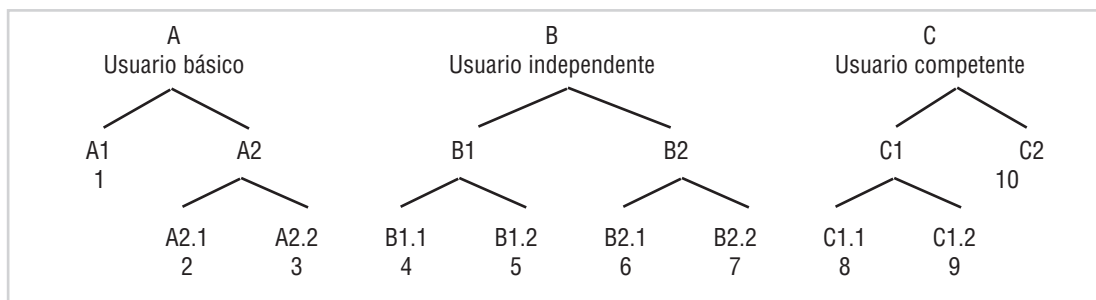 A B C
Usuario básico Usuario independente Usuario competente
A1 A2 B1 B2 C1 C2
1 10
A2.1 A2.2 B1.1 B1.2 B2.1 B2.2 C1.1 C1.2
2 3 4 5 6 7 8 9